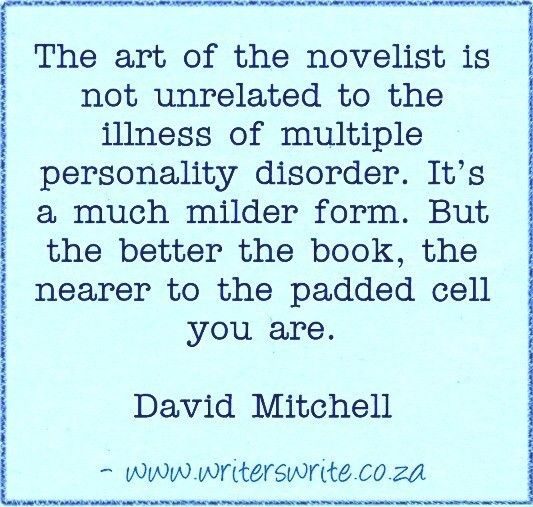 The art of the novelist is
not unrelated to the
illness of multiple
personality disorder. It's
a much milder form. But
the better the book, the
nearer to the padded cell
you are.
David Mitchell
- www.writerswrite.co.za